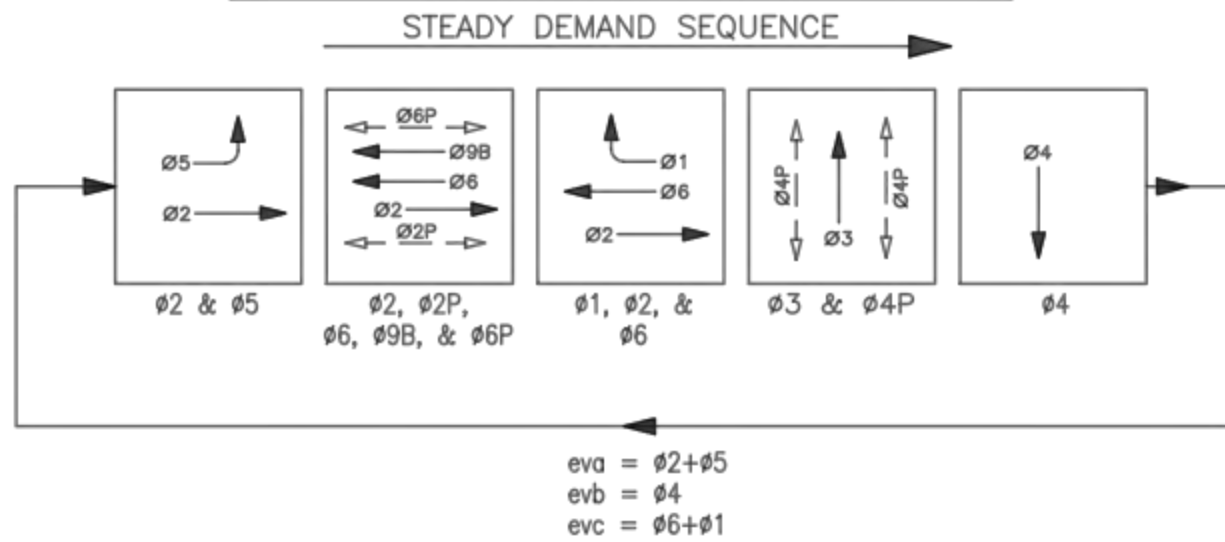 STEADY DEMAND SEQUENCE
Ø5
Ø2
Ø6P
Ø9B
Ø6
Ø2
Ø2P
Ø1
Ø6
Ø2
Ø4P
Ø3
Ø4P
Ø4
ø2 & ø5
ø2, ø2P,
ø6, ø9B, & ø6P
ø1, ø2, &
ø6
ø3 & ø4P
ø4
eva = ø2+ø5
evb = ø4
evc = ø6+ø1